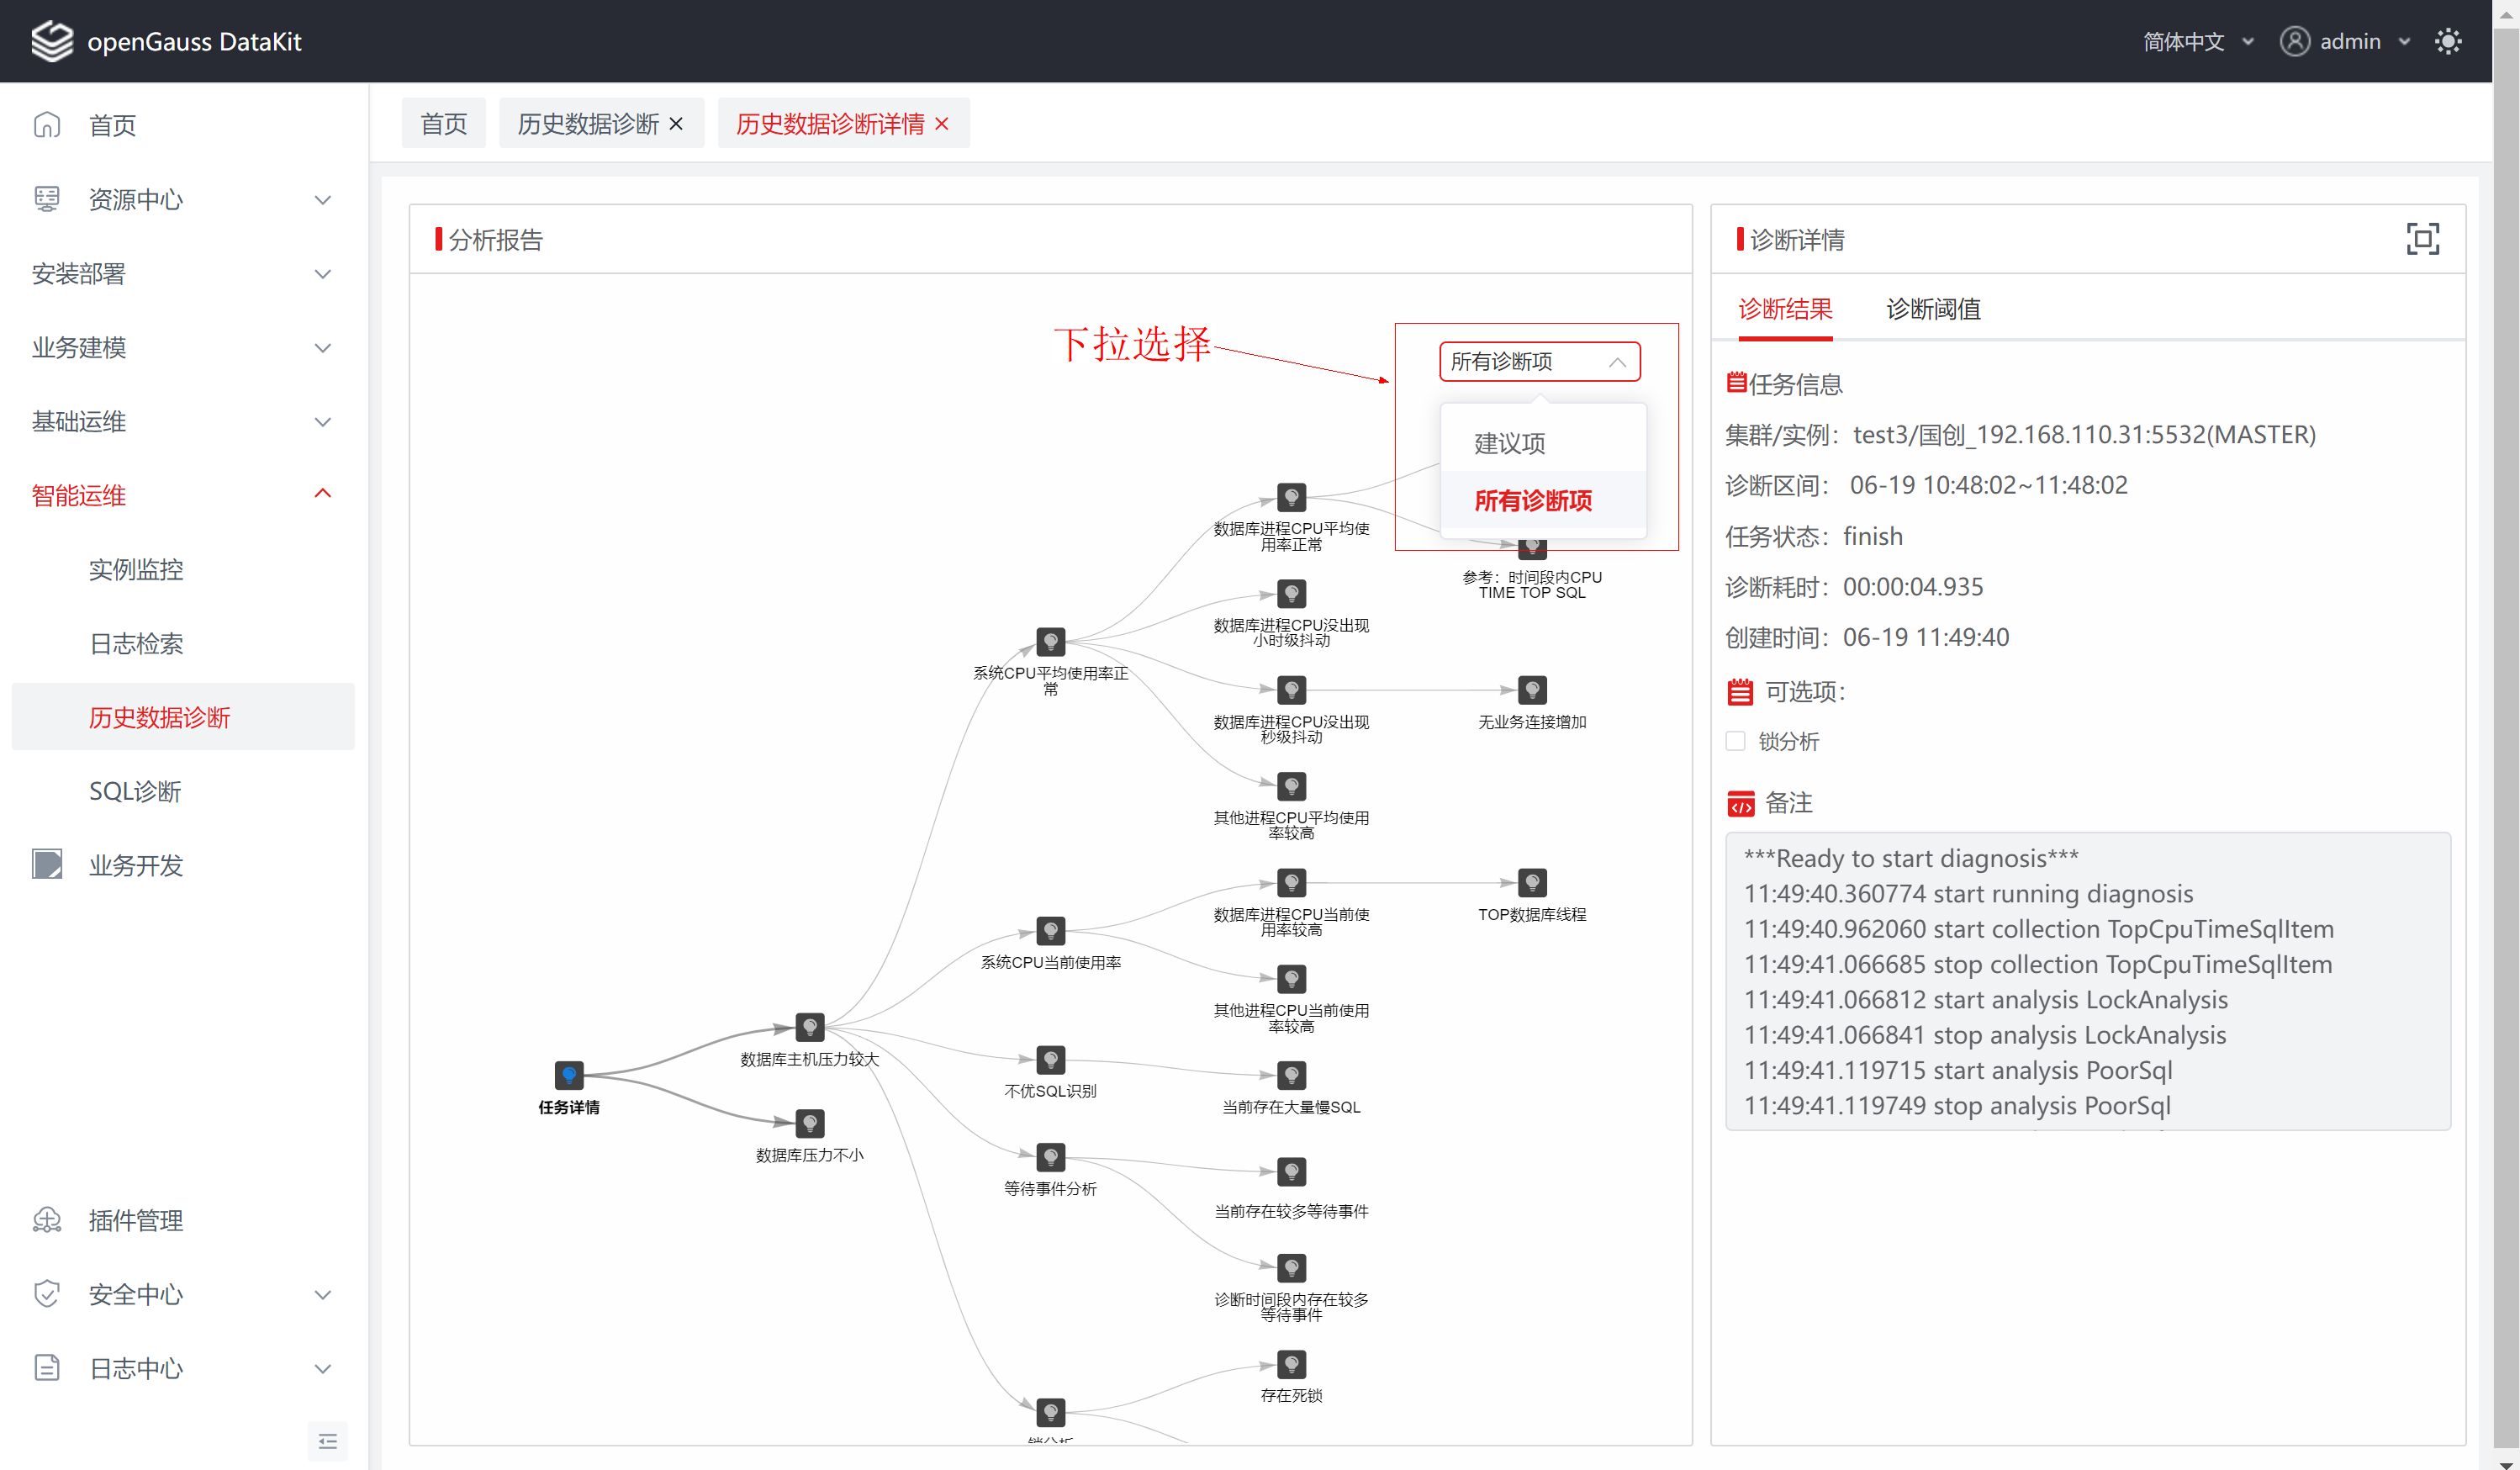 openGauss DataKit
简体中文
admin
首页
资源中心
安装部署
业务建模
基础运维
智能运维
实例监控
日志检索
历史数据诊断
SQL诊断
业务开发
插件管理
安全中心
日志中心
首页
历史数据诊断
历史数据诊断详情
分析报告
下拉选择
所有诊断项
建议项
所有诊断项
数据库进程CPU平均使
用率正常
参考：时间段内CPU
TIME TOP SQL
数据库进程CPU没出现
小时级抖动
系统CPU平均使用率正
常
数据库进程CPU没出现
秒级抖动
无业务连接增加
其他进程CPU平均使用
率较高
数据库进程CPU当前使
用率较高
TOP数据库线程
系统CPU当前使用率
其他进程CPU当前使用
率较高
数据库主机压力较大
任务详情
不优SQL识别
当前存在大量慢SQL
数据库压力不小
等待事件分析
当前存在较多等待事件
诊断时间段内存在较多
等待事件
存在死锁
锁分析
诊断详情
诊断结果
诊断阈值
任务信息
集群/实例：test3/国创_192.168.110.31:5532(MASTER)
诊断区间： 06-19 10:48:02~11:48:02
任务状态：finish
诊断耗时：00:00:04.935
创建时间：06-19 11:49:40
可选项：
锁分析
备注
***Ready to start diagnosis***
11:49:40.360774 start running diagnosis
11:49:40.962060 start collection TopCpuTimeSqlItem
11:49:41.066685 stop collection TopCpuTimeSqlItem
11:49:41.066812 start analysis LockAnalysis
11:49:41.066841 stop analysis LockAnalysis
11:49:41.119715 start analysis PoorSql
11:49:41.119749 stop analysis PoorSql